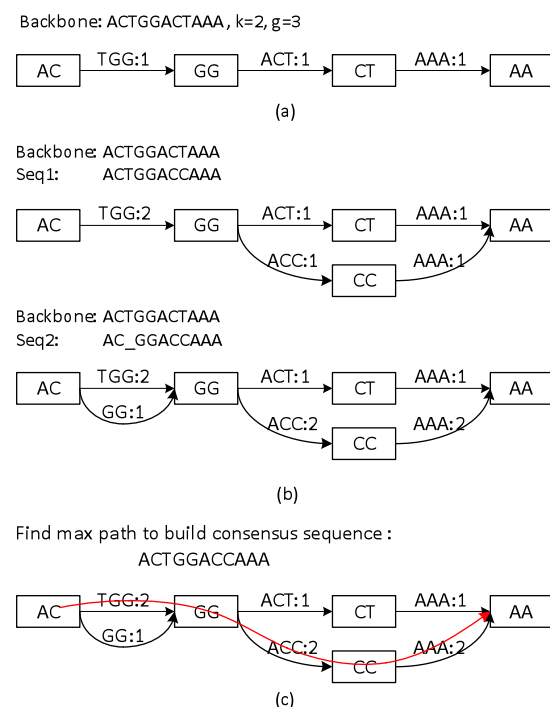 Backbone: ACTGGACTAAA, k=2, g=3
AC TGG:1 GG ACT:1 CT AAA:1 AA
(a)
Backbone: ACTGGACTAAA
Seq1: ACTGGACCAAA
AC TGG:2 GG ACT:1 CT AAA:1 AA
ACC:1 CC AAA:1
Backbone: ACTGGACTAAA
Seq2: AC_GGACCAAA
AC TGG:2 GG ACT:1 CT AAA:1 AA
GG:1 ACC:2 CC AAA:2
(b)
Find max path to build consensus sequence :
ACTGGACCAAA
AC TGG:2 GG ACT:1 CT AAA:1 AA
GG:1 ACC:2 CC AAA:2
(c)